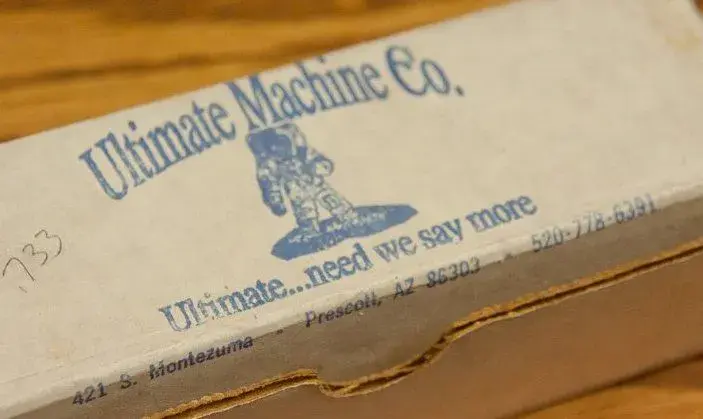 Ultimate Machine Co.
Ultimate...need we say more
421 S. Montezuma - Prescott, AZ 86303 - 520-778-6391
733